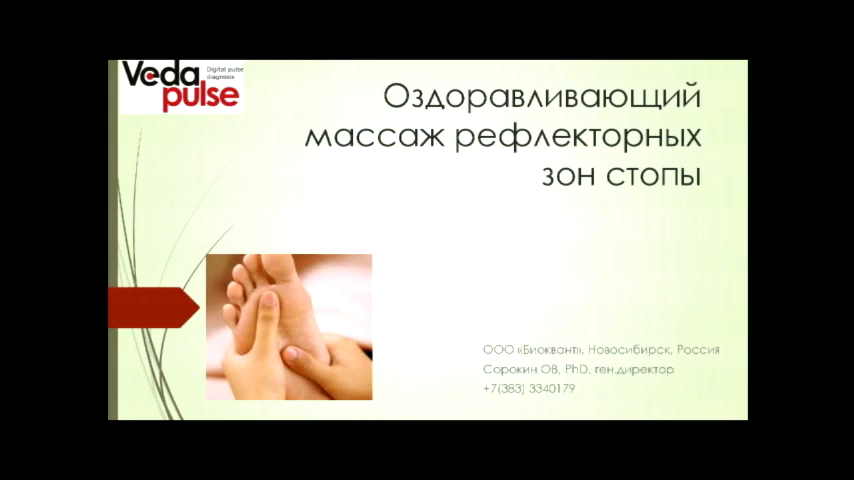 Veda
pulse
Digital pulse
diagnosis
Оздоравливающий
массаж рефлекторных
зон стопы
ООО «Биоквант», Новосибирск, Россия
Сорокин ОВ, PhD, ген.директор
+7(383) 3340179